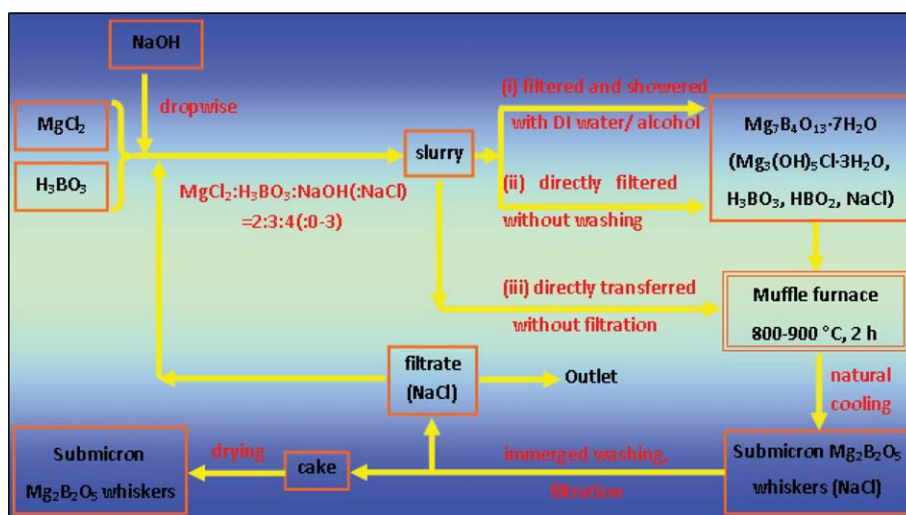 NaOH
dropwise
MgCl₂
H₃BO₃
MgCl₂:H₃BO₃:NaOH(:NaCl)
=2:3:4(:0-3)
slurry
(i) filtered and showered
with DI water/ alcohol
(ii) directly filtered
without washing
Mg₇B₄O₁₃·7H₂O
(Mg₃(OH)₅Cl·3H₂O,
H₃BO₃, HBO₂, NaCl)
(iii) directly transferred
without filtration
Muffle furnace
800-900 °C, 2 h
natural
cooling
filtrate
(NaCl)
Outlet
Submicron
Mg₂B₂O₅ whiskers
drying
cake
immerged washing,
filtration
Submicron Mg₂B₂O₅
whiskers (NaCl)